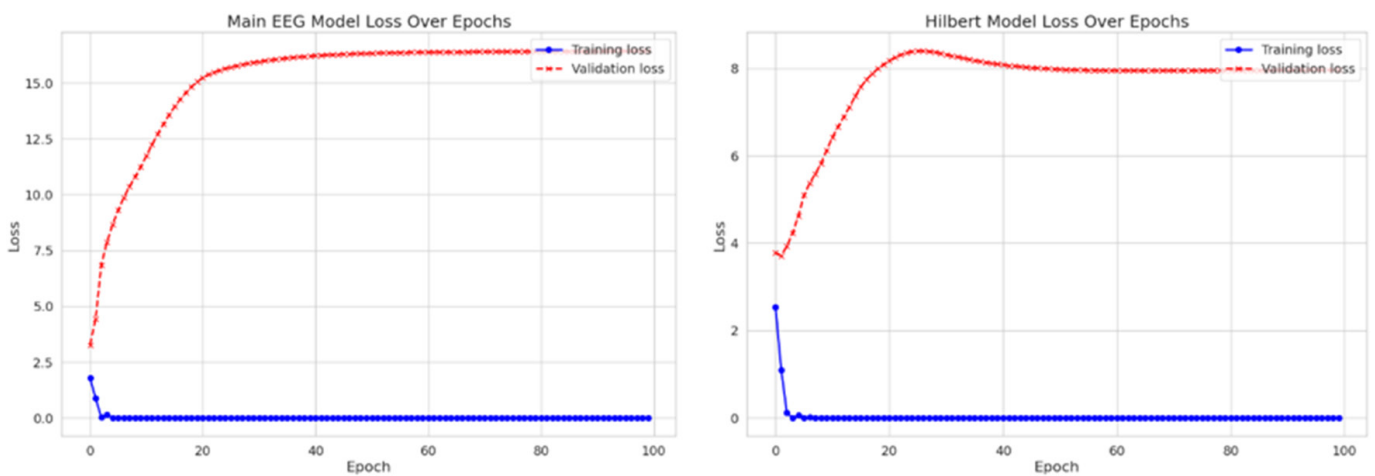 Main EEG Model Loss Over Epochs
Training loss
Validation loss
15.0
12.5
10.0
7.5
5.0
2.5
0.0
Loss
0 20 40 60 80 100
Epoch
Hilbert Model Loss Over Epochs
Training loss
Validation loss
8
6
4
2
0
Loss
0 20 40 60 80 100
Epoch